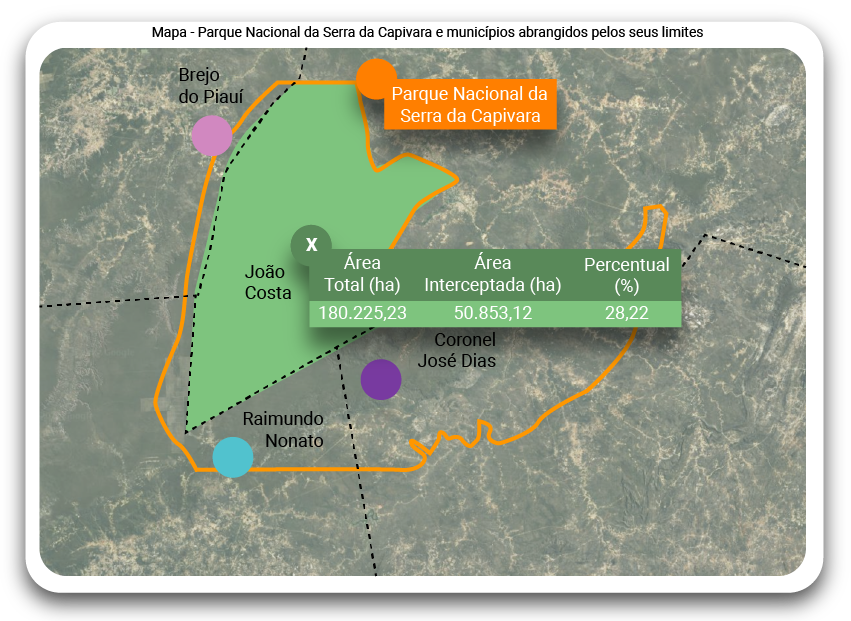 Mapa - Parque Nacional da Serra da Capivara e municípios abrangidos pelos seus limites
Brejo
do Piauí
Parque Nacional da
Serra da Capivara
X
João
Costa
Área
Total (ha)
Área
Interceptada (ha)
Percentual
(%)
180.225,23
50.853,12
28,22
Coronel
José Dias
Raimundo
Nonato